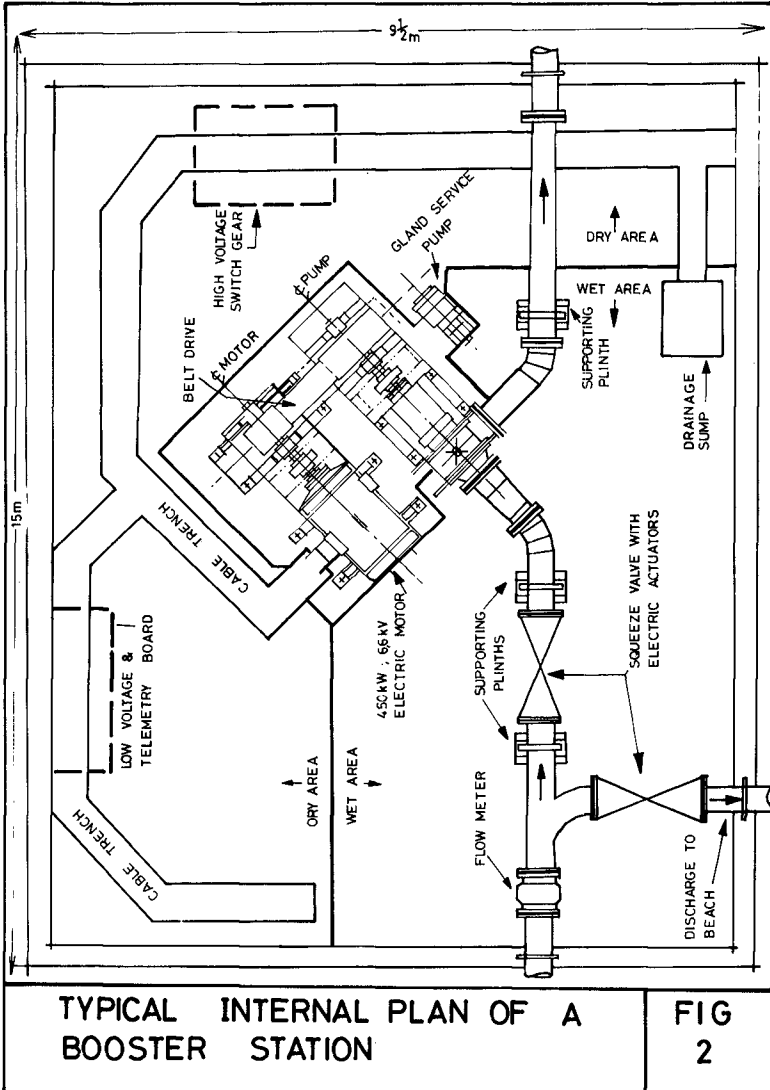 9½m
15m
HIGH VOLTAGE
SWITCH GEAR
GLAND SERVICE
PUMP
DRY AREA
WET AREA
℄ PUMP
℄ MOTOR
BELT DRIVE
SUPPORTING
PLINTH
DRAINAGE
SUMP
CABLE TRENCH
LOW VOLTAGE &
TELEMETRY BOARD
450kW ; 6,6kV
ELECTRIC MOTOR
SUPPORTING
PLINTHS
SQUEEZE VALVE WITH
ELECTRIC ACTUATORS
DRY AREA
WET AREA
CABLE TRENCH
FLOW METER
DISCHARGE TO
BEACH
TYPICAL INTERNAL PLAN OF A
BOOSTER STATION
FIG
2